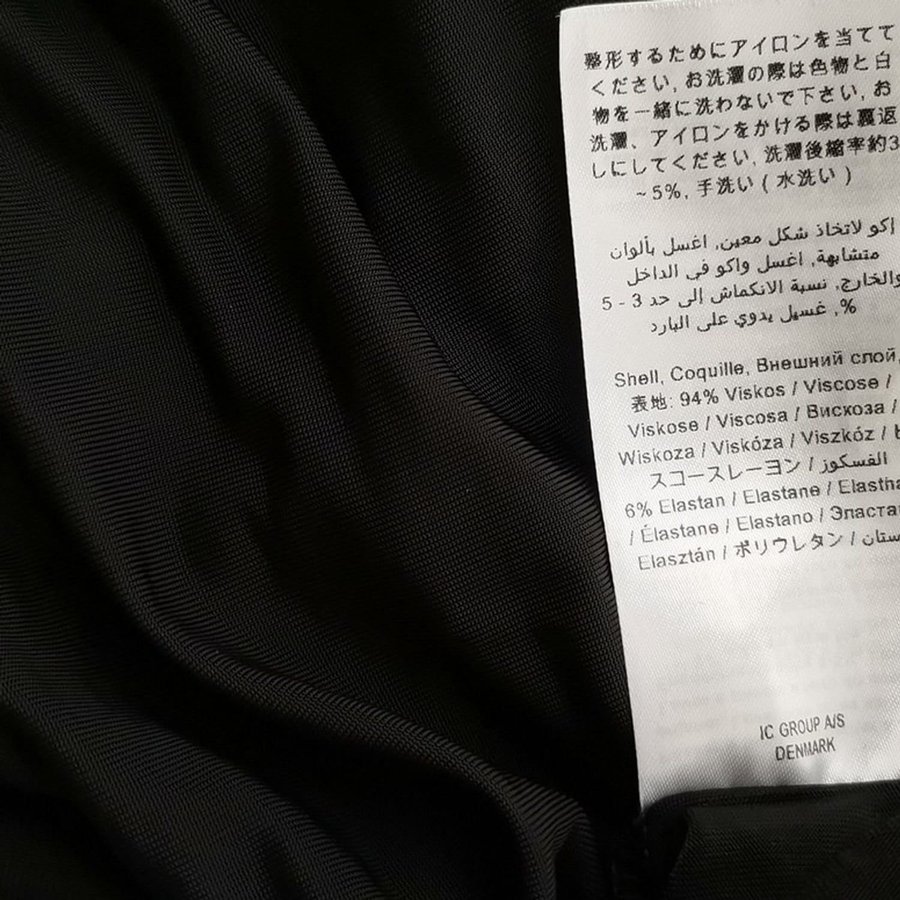 整形するためにアイロンを当てて
ください, お洗濯の際は色物と白
物を一緒に洗わないで下さい, お
洗濯、アイロンをかける際は裏返
しにしてください, 洗濯後縮率約3
~ 5%, 手洗い ( 水洗い )
إكو لاتخاذ شكل معين, اغسل بألوان
متشابهة, اغسل واكو في الداخل
والخارج, نسبة الانكماش إلى حد 3 - 5
%, غسيل يدوي على البارد
Shell, Coquille, Внешний слой,
表地: 94% Viskos / Viscose /
Viskose / Viscosa / Вискоза /
Wiskoza / Viskóza / Viszkóz /
スコースレーヨン / الفسكوز
6% Elastan / Elastane /
/ Élastane / Elastano /
Elasztán / ポリウレタン /
IC GROUP A/S
DENMARK